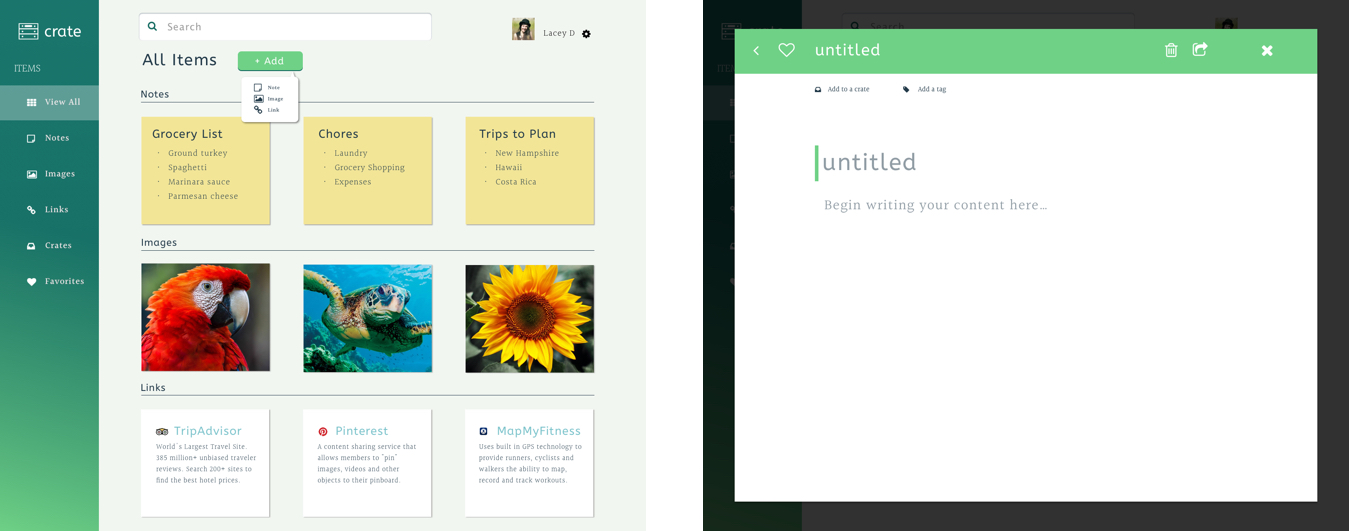 crate
ITEMS
View All
Notes
Images
Links
Crates
Favorites
Search
Lacey D
All Items
+ Add
Note
Image
Link
Notes
Grocery List
· Ground turkey
· Spaghetti
· Marinara sauce
· Parmesan cheese
Chores
· Laundry
· Grocery Shopping
· Expenses
Trips to Plan
· New Hampshire
· Hawaii
· Costa Rica
Images
Links
TripAdvisor
World's Largest Travel Site.
385 million+ unbiased traveler
reviews. Search 200+ sites to
find the best hotel prices.
Pinterest
A content sharing service that
allows members to "pin"
images, videos and other
objects to their pinboard.
MapMyFitness
Uses built in GPS technology to
provide runners, cyclists and
walkers the ability to map,
record and track workouts.
Search
untitled
Add to a crate
Add a tag
untitled
Begin writing your content here...